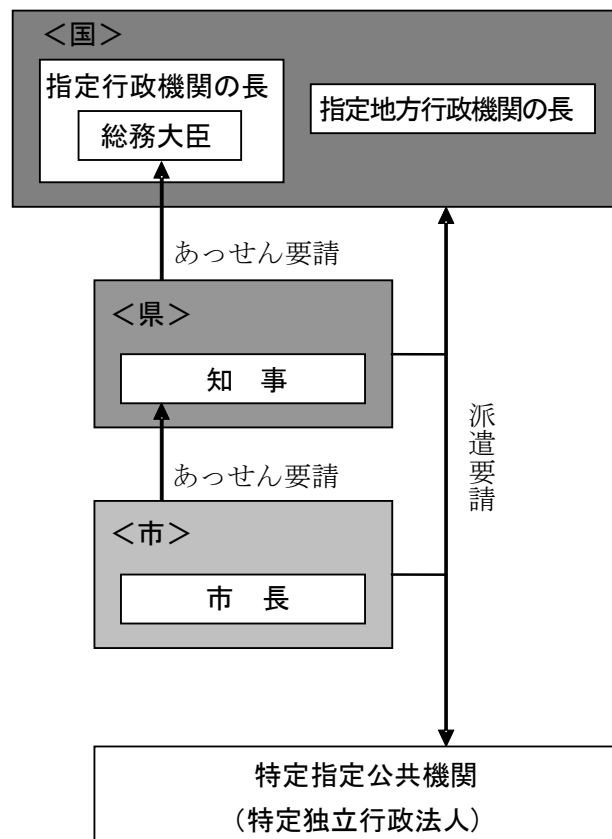 ＜国＞
指定行政機関の長
総務大臣
指定地方行政機関の長
あっせん要請
＜県＞
知　事
あっせん要請
派遣要請
＜市＞
市　長
特定指定公共機関
（特定独立行政法人）